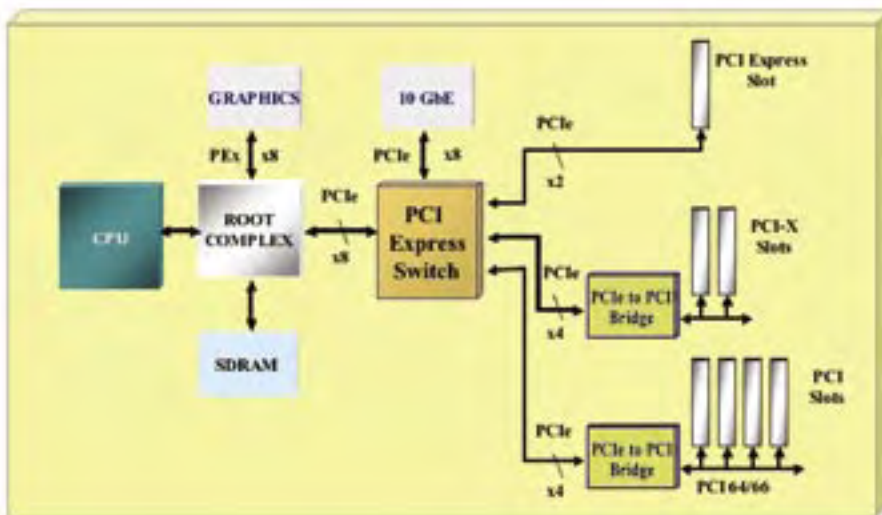 GRAPHICS
10 GbE
PCI Express
Slot
PEx x8
PCIe x8
PCIe
x2
CPU
ROOT
COMPLEX
PCIe
x8
PCI
Express
Switch
PCI-X
Slots
PCIe
x4
PCIe to PCI
Bridge
SDRAM
PCI
Slots
PCIe
x4
PCIe to PCI
Bridge
PCI 64/66